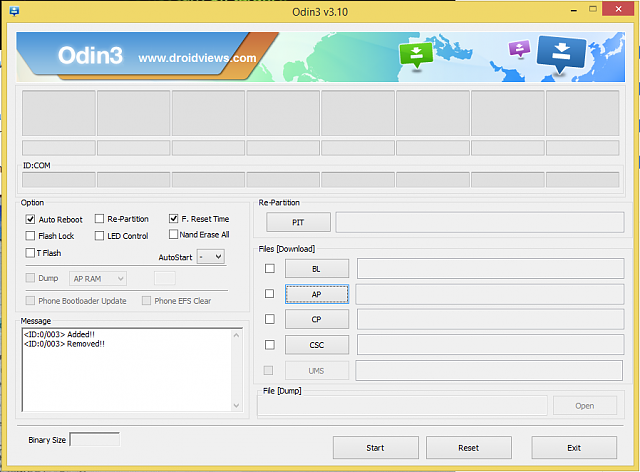 Odin3 v3.10
Odin3 www.droidviews.com
ID:COM
Option
Auto Reboot Re-Partition F. Reset Time
Flash Lock LED Control Nand Erase All
T Flash AutoStart -
Dump AP RAM
Phone Bootloader Update Phone EFS Clear
Message
<ID:0/003> Added!!
<ID:0/003> Removed!!
Re-Partition
PIT
Files [Download]
BL
AP
CP
CSC
UMS
File [Dump]
Open
Binary Size
Start Reset Exit